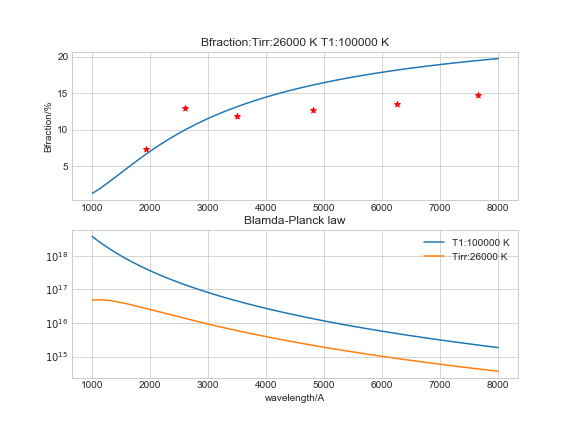 Bfraction:Tirr:26000 K T1:100000 K
Bfraction/%
20
15
10
5
1000 2000 3000 4000 5000 6000 7000 8000
Blamda-Planck law
T1:100000 K
Tirr:26000 K
10^18
10^17
10^16
10^15
1000 2000 3000 4000 5000 6000 7000 8000
wavelength/A